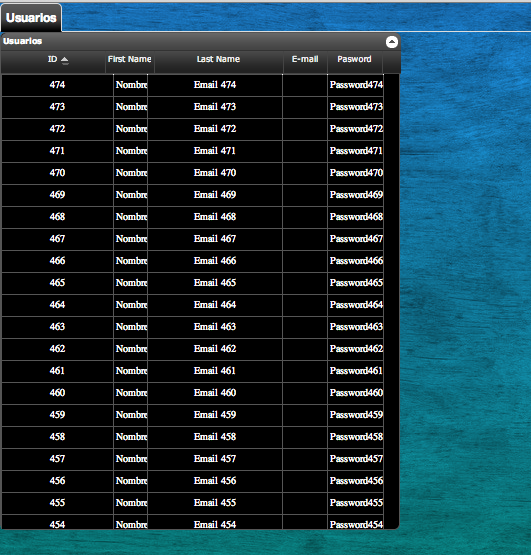 Usuarios
Usuarios
ID First Name Last Name E-mail Pasword
474 Nombre Email 474 Password474
473 Nombre Email 473 Password473
472 Nombre Email 472 Password472
471 Nombre Email 471 Password471
470 Nombre Email 470 Password470
469 Nombre Email 469 Password469
468 Nombre Email 468 Password468
467 Nombre Email 467 Password467
466 Nombre Email 466 Password466
465 Nombre Email 465 Password465
464 Nombre Email 464 Password464
463 Nombre Email 463 Password463
462 Nombre Email 462 Password462
461 Nombre Email 461 Password461
460 Nombre Email 460 Password460
459 Nombre Email 459 Password459
458 Nombre Email 458 Password458
457 Nombre Email 457 Password457
456 Nombre Email 456 Password456
455 Nombre Email 455 Password455
454 Nombre Email 454 Password454